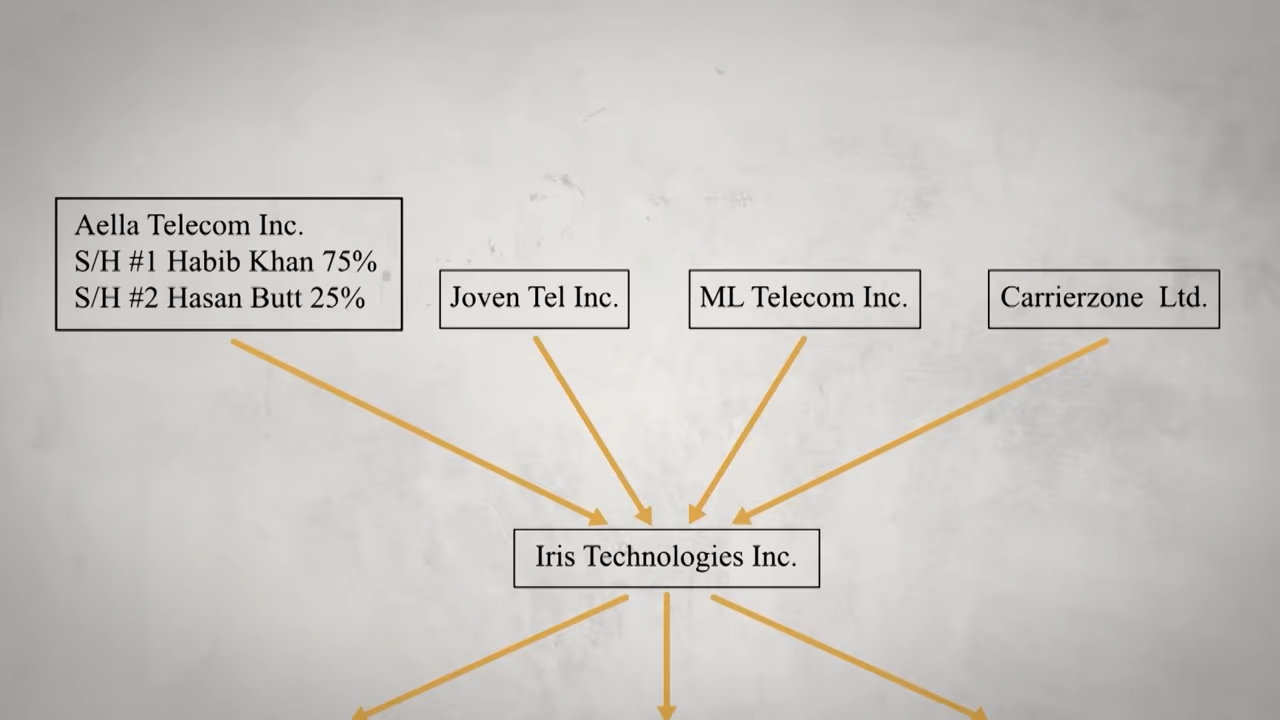 Aella Telecom Inc.
S/H #1 Habib Khan 75%
S/H #2 Hasan Butt 25%
Joven Tel Inc.
ML Telecom Inc.
Carrierzone Ltd.
Iris Technologies Inc.